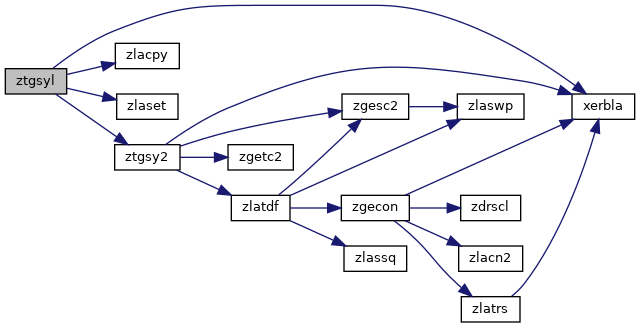 ztgsyl
zlacpy
zlaset
ztgsy2
zgesc2
zlaswp
xerbla
zgetc2
zlatdf
zgecon
zdrscl
zlassq
zlacn2
zlatrs